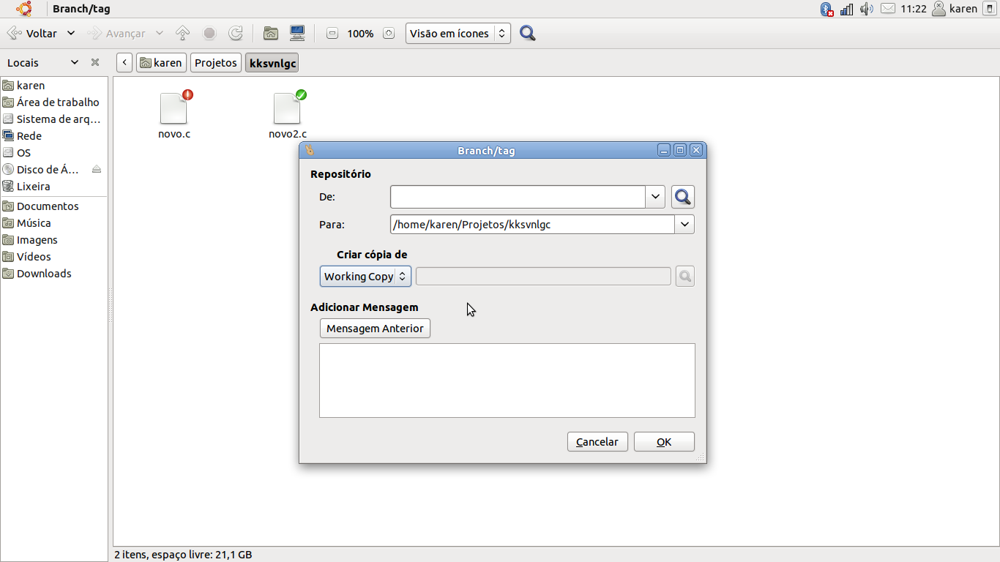 Branch/tag 11:22 karen
Voltar Avançar 100% Visão em ícones
Locais karen Projetos kksvnlgc
karen
Área de trabalho
Sistema de arq...
Rede
OS
Disco de Á...
Lixeira
Documentos
Música
Imagens
Vídeos
Downloads
novo.c novo2.c
Branch/tag
Repositório
De:
Para: /home/karen/Projetos/kksvnlgc
Criar cópia de
Working Copy
Adicionar Mensagem
Mensagem Anterior
Cancelar OK
2 itens, espaço livre: 21,1 GB